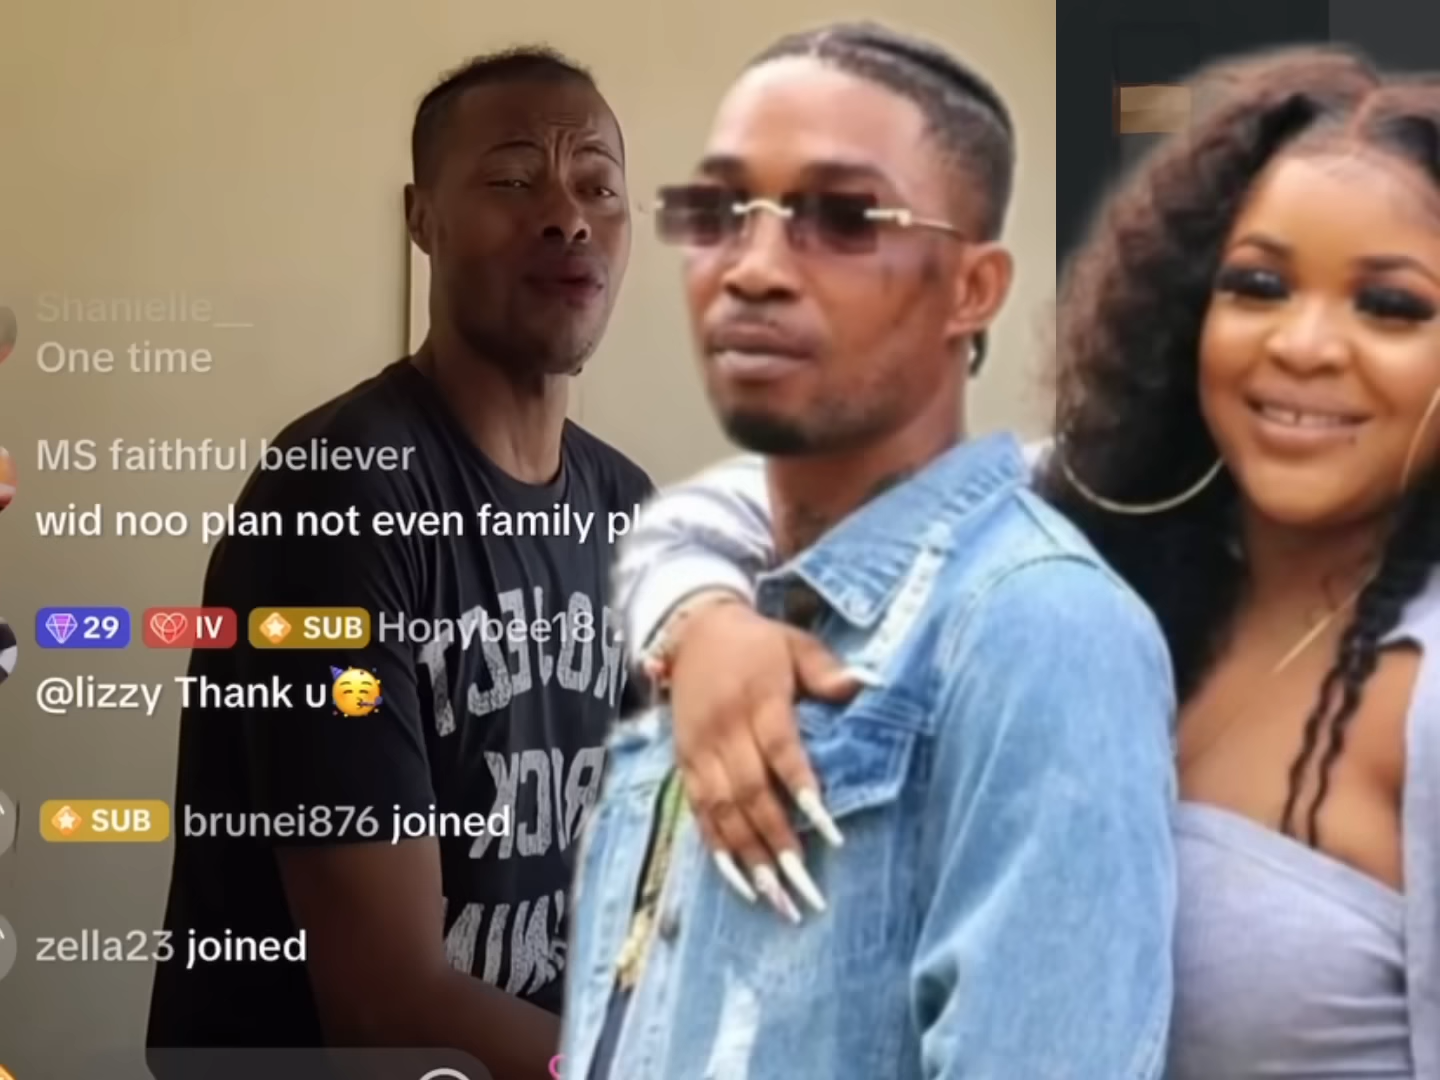 Shanielle__
One time
MS faithful believer
wid noo plan not even family pl
29 IV SUB Honybee18
@lizzy Thank u🥳
SUB brunei876 joined
zella23 joined